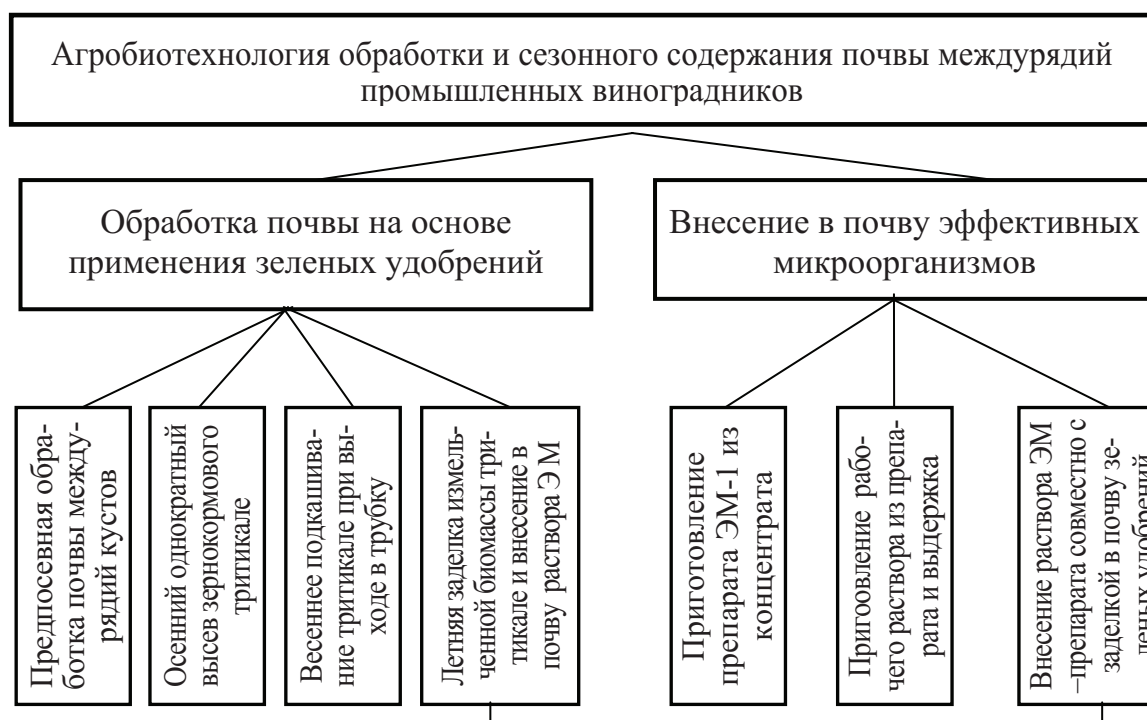 Агробиотехнология обработки и сезонного содержания почвы междурядий
промышленных виноградников
Обработка почвы на основе
применения зеленых удобрений
Внесение в почву эффективных
микроорганизмов
Предпосевная обра-
ботка почвы между-
рядий кустов
Осенний однократный
высев зернокормового
тритикале
Весеннее подкашива-
ние тритикале при вы-
ходе в трубку
Летняя заделка измель-
ченной биомассы три-
тикале и внесение в
почву раствора Э М
Приготовление
препарата ЭМ-1 из
концентрата
Пригоовление рабо-
чего раствора из препа-
рата и выдержка
Внесение раствора ЭМ
–препарата совместно с
заделкой в почву зе-
леных удобрений